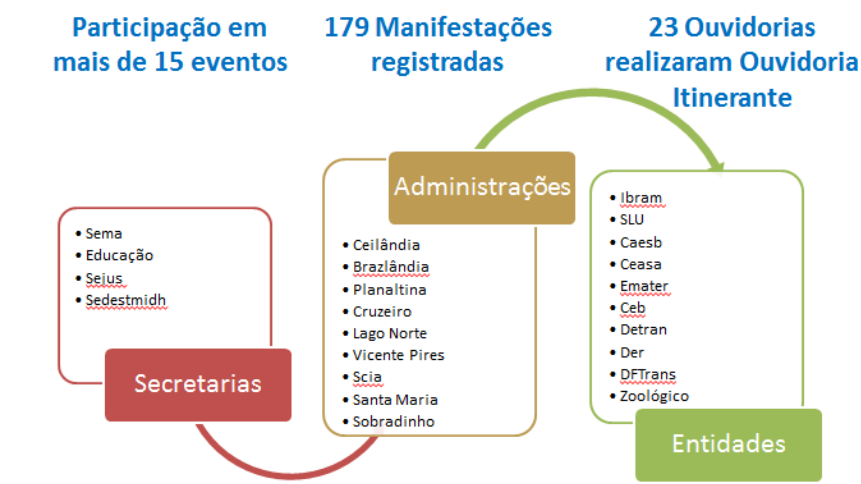 Participação em
mais de 15 eventos
179 Manifestações
registradas
23 Ouvidorias
realizaram Ouvidoria
Itinerante
• Sema
• Educação
• Sejus
• Sedestmidh
Secretarias
Administrações
• Ceilândia
• Brazlândia
• Planaltina
• Cruzeiro
• Lago Norte
• Vicente Pires
• Scia
• Santa Maria
• Sobradinho
• Ibram
• SLU
• Caesb
• Ceasa
• Emater
• Ceb
• Detran
• Der
• DFTrans
• Zoológico
Entidades